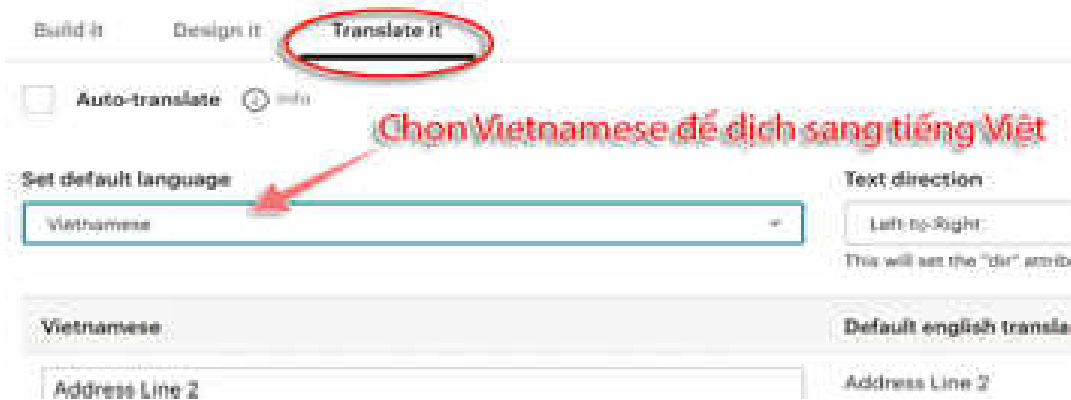 Build it Design it Translate it
Auto-translate Info
Chọn Vietnamese để dịch sang tiếng Việt
Set default language Text direction
Vietnamese Left-to-Right
This will set the "dir" attrib
Vietnamese Default english transla
Address Line 2 Address Line 2